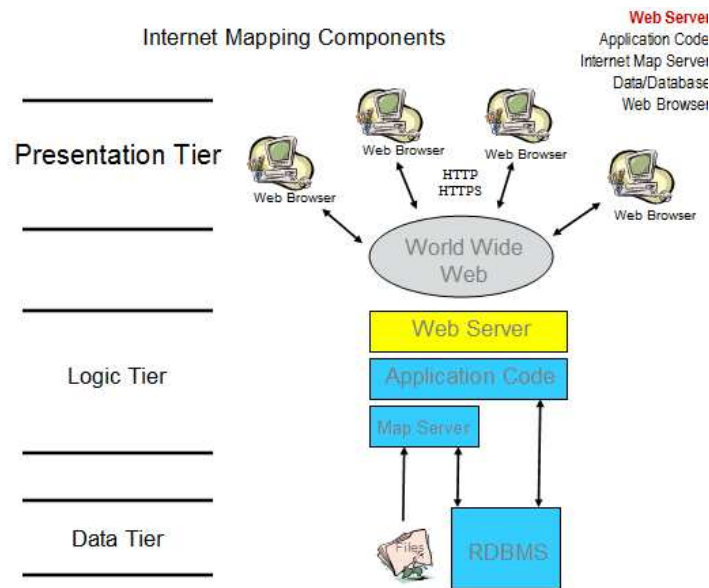 Internet Mapping Components
Web Server
Application Code
Internet Map Server
Data/Database
Web Browser
Presentation Tier
Web Browser
Web Browser
Web Browser
Web Browser
HTTP
HTTPS
World Wide
Web
Web Server
Logic Tier
Application Code
Map Server
Data Tier
Files
RDBMS